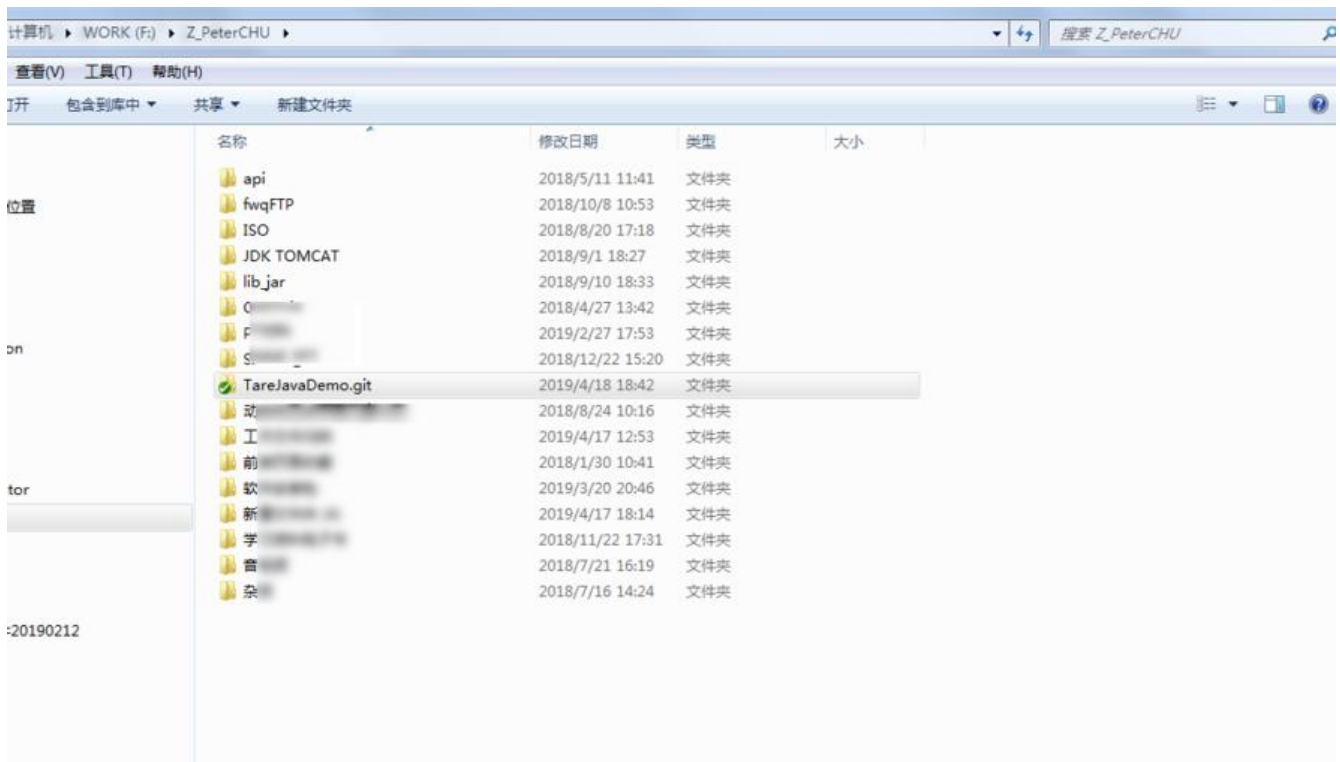 计算机 ▸ WORK (F:) ▸ Z_PeterCHU ▸ 搜索 Z_PeterCHU
查看(V) 工具(T) 帮助(H)
打开 包含到库中 ▼ 共享 ▼ 新建文件夹
名称 修改日期 类型 大小
api 2018/5/11 11:41 文件夹
位置 fwqFTP 2018/10/8 10:53 文件夹
ISO 2018/8/20 17:18 文件夹
JDK TOMCAT 2018/9/1 18:27 文件夹
lib_jar 2018/9/10 18:33 文件夹
2018/4/27 13:42 文件夹
on 2019/2/27 17:53 文件夹
S 2018/12/22 15:20 文件夹
TareJavaDemo.git 2019/4/18 18:42 文件夹
动 2018/8/24 10:16 文件夹
工 2019/4/17 12:53 文件夹
前 2018/1/30 10:41 文件夹
tor 软 2019/3/20 20:46 文件夹
新 2019/4/17 18:14 文件夹
学 2018/11/22 17:31 文件夹
音 2018/7/21 16:19 文件夹
杂 2018/7/16 14:24 文件夹
=20190212